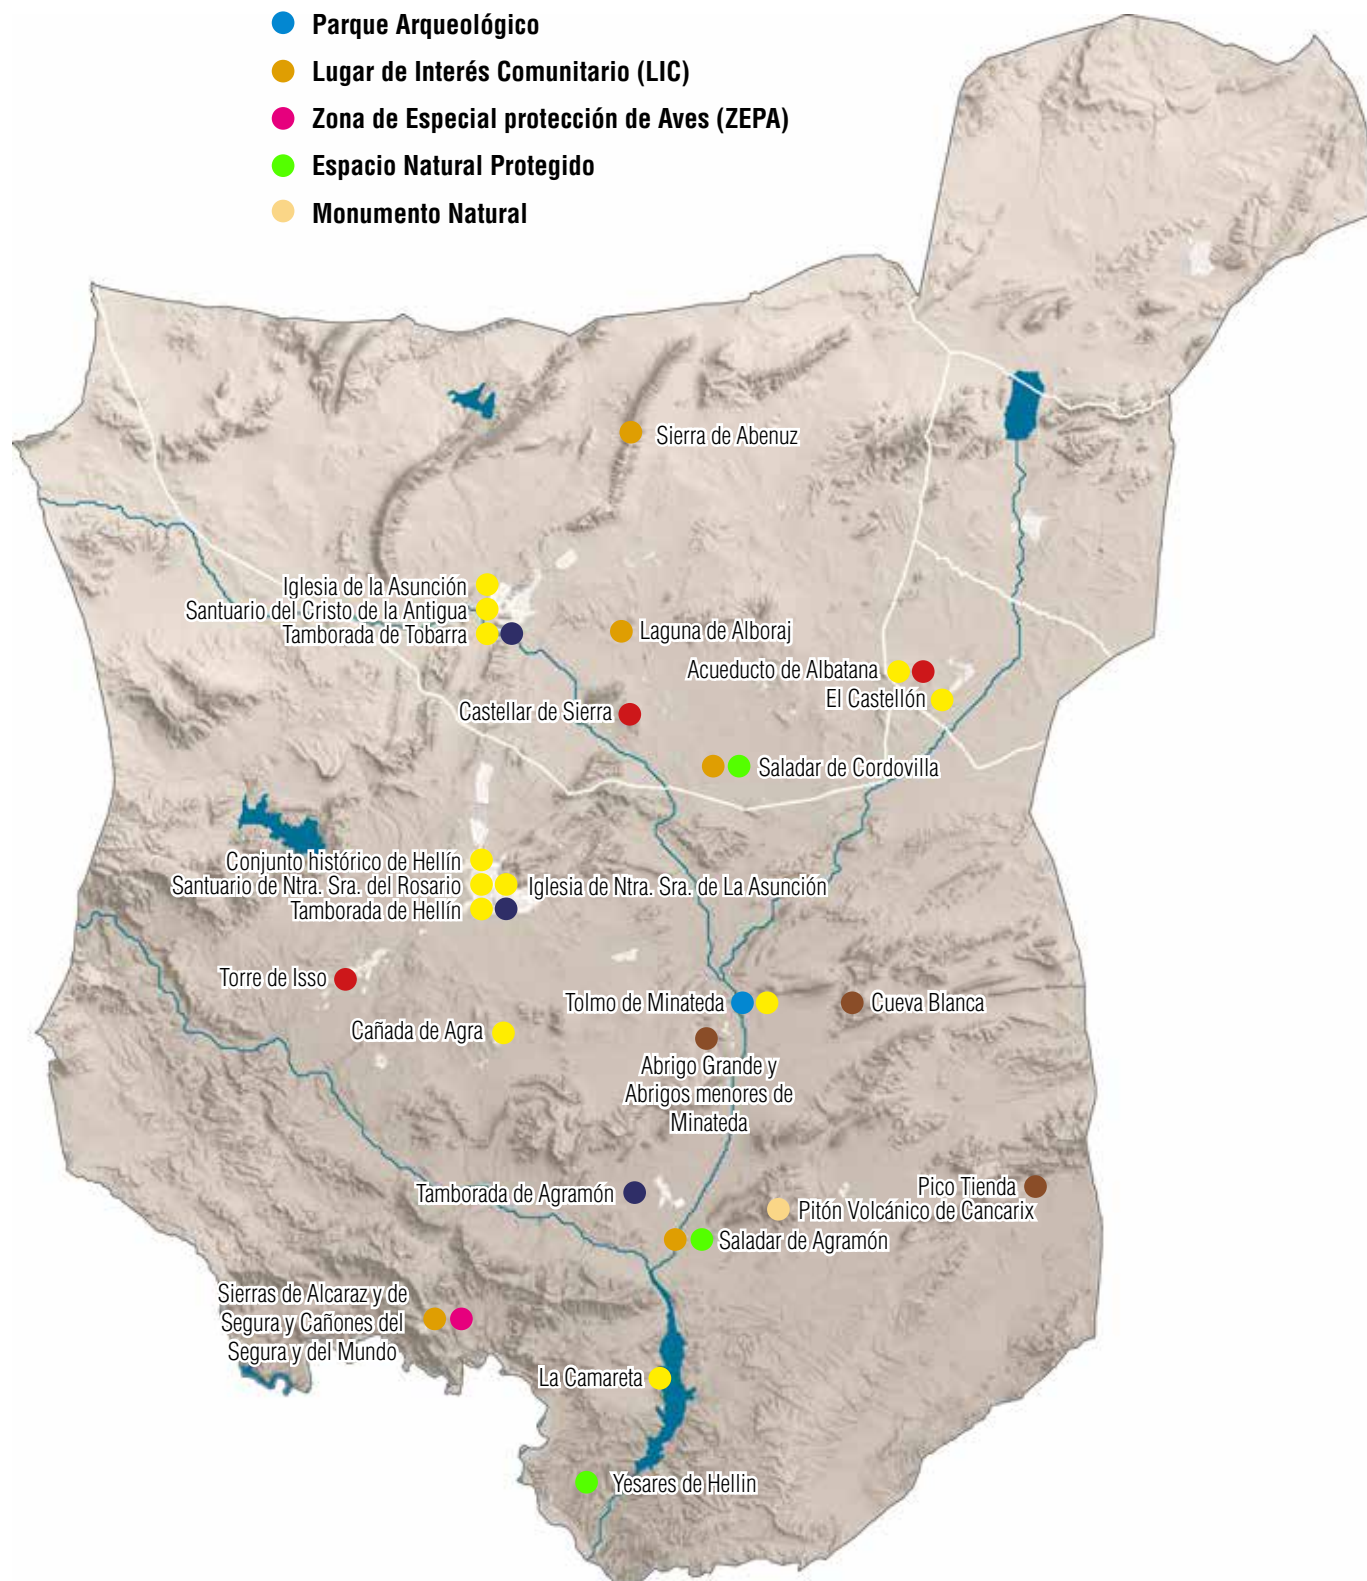 Parque Arqueológico
Lugar de Interés Comunitario (LIC)
Zona de Especial protección de Aves (ZEPA)
Espacio Natural Protegido
Monumento Natural
Sierra de Abenuz
Iglesia de la Asunción
Santuario del Cristo de la Antigua
Tamborada de Tobarra
Laguna de Alboraj
Acueducto de Albatana
El Castellón
Castellar de Sierra
Saladar de Cordovilla
Conjunto histórico de Hellín
Santuario de Ntra. Sra. del Rosario
Iglesia de Ntra. Sra. de La Asunción
Tamborada de Hellín
Torre de Isso
Tolmo de Minateda
Cueva Blanca
Cañada de Agra
Abrigo Grande y
Abrigos menores de
Minateda
Tamborada de Agramón
Pico Tienda
Pitón Volcánico de Cancarix
Saladar de Agramón
Sierras de Alcaraz y de
Segura y Cañones del
Segura y del Mundo
La Camareta
Yesares de Hellin